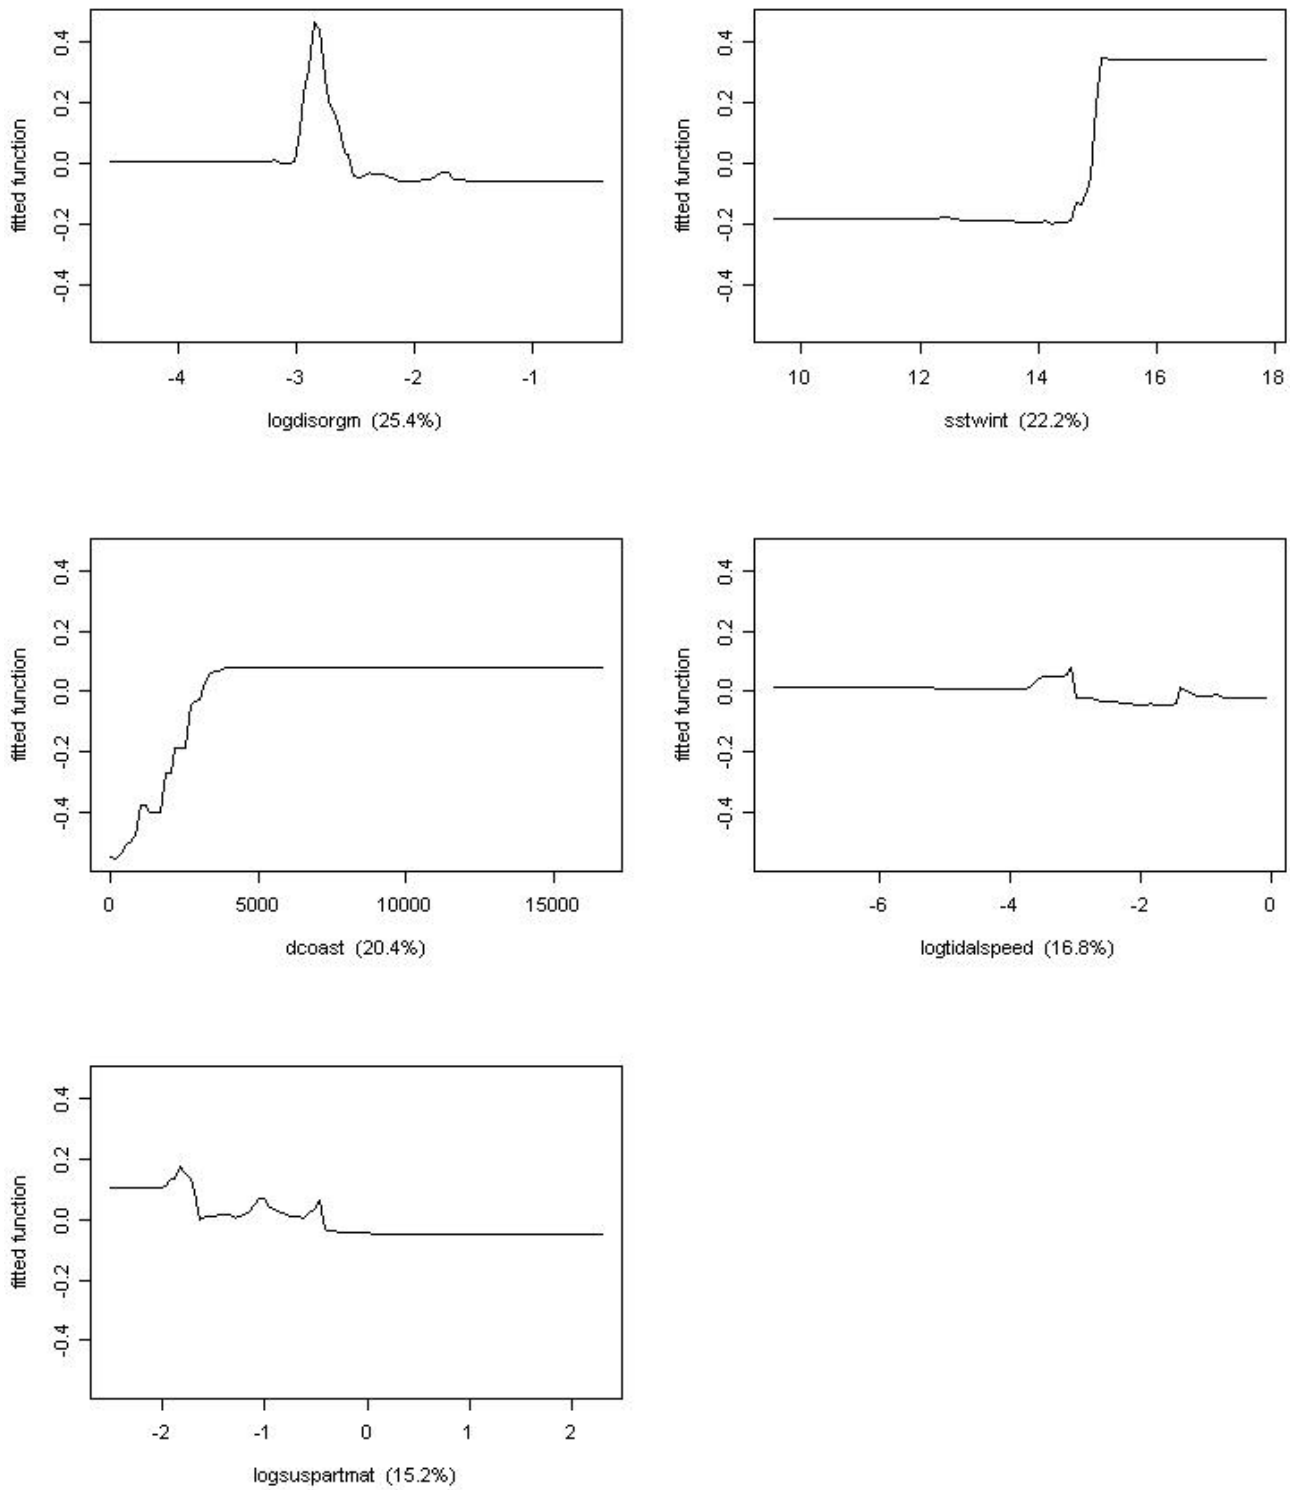 fitted function
0.4
0.2
0.0
-0.2
-0.4
-4 -3 -2 -1
logdisorgm (25.4%)
fitted function
0.4
0.2
0.0
-0.2
-0.4
10 12 14 16 18
sstwint (22.2%)
fitted function
0.4
0.2
0.0
-0.2
-0.4
0 5000 10000 15000
dcoast (20.4%)
fitted function
0.4
0.2
0.0
-0.2
-0.4
-6 -4 -2 0
logtidalspeed (16.8%)
fitted function
0.4
0.2
0.0
-0.2
-0.4
-2 -1 0 1 2
logsuspartmat (15.2%)